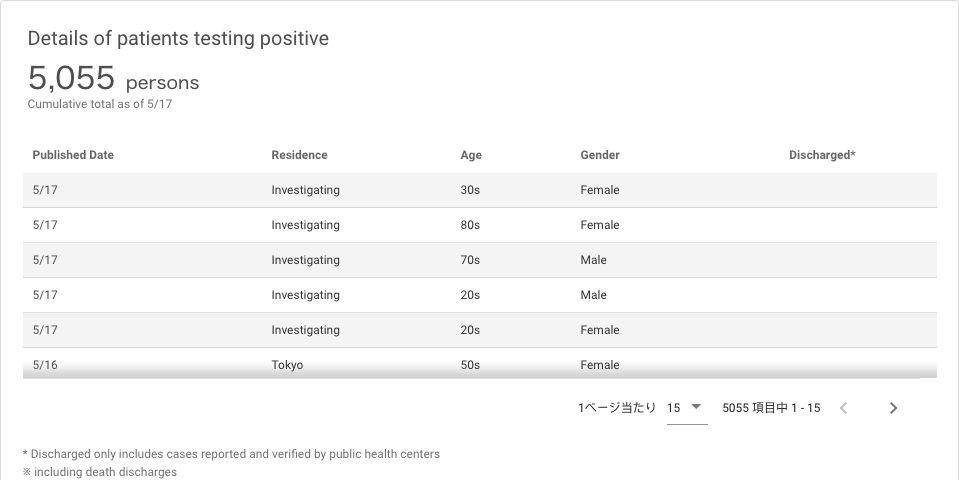 Details of patients testing positive
5,055 persons
Cumulative total as of 5/17
Published Date Residence Age Gender Discharged*
5/17 Investigating 30s Female
5/17 Investigating 80s Female
5/17 Investigating 70s Male
5/17 Investigating 20s Male
5/17 Investigating 20s Female
5/16 Tokyo 50s Female
1ページ当たり 15 5055 項目中 1 - 15
* Discharged only includes cases reported and verified by public health centers
※ including death discharges